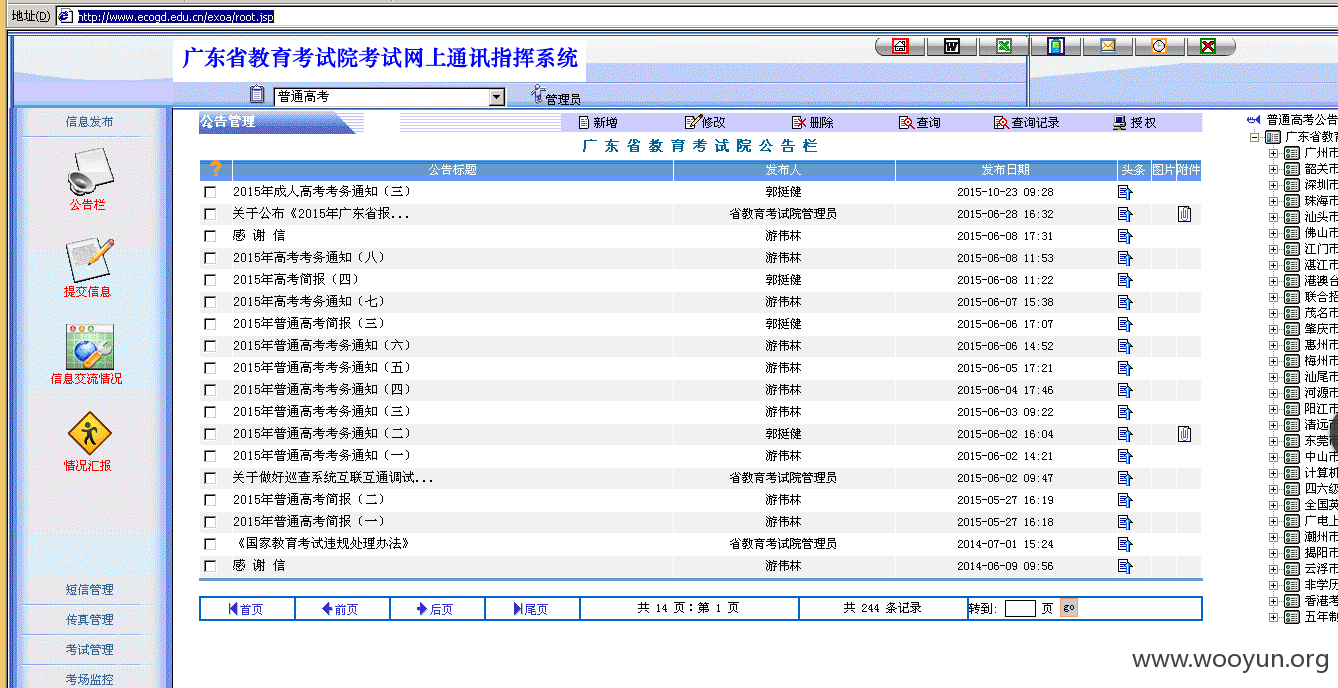 地址(D) http://www.ecogd.edu.cn/exoa/root.jsp
广东省教育考试院考试网上通讯指挥系统
普通高考 管理员
信息发布
公告栏
提交信息
信息交流情况
情况汇报
短信管理
传真管理
考试管理
考场监控
公告管理 新增 修改 删除 查询 查询记录 授权
广东省教育考试院公告栏
? 公告标题 发布人 发布日期 头条 图片 附件
2015年成人高考考务通知（三） 郭挺健 2015-10-23 09:28
关于公布《2015年广东省报... 省教育考试院管理员 2015-06-28 16:32
感 谢 信 游伟林 2015-06-08 17:31
2015年高考考务通知（八） 游伟林 2015-06-08 11:53
2015年高考简报（四） 郭挺健 2015-06-08 11:22
2015年高考考务通知（七） 游伟林 2015-06-07 15:38
2015年普通高考简报（三） 郭挺健 2015-06-06 17:07
2015年普通高考考务通知（六） 游伟林 2015-06-06 14:52
2015年普通高考考务通知（五） 游伟林 2015-06-05 17:21
2015年普通高考考务通知（四） 游伟林 2015-06-04 17:46
2015年普通高考考务通知（三） 游伟林 2015-06-03 09:22
2015年普通高考考务通知（二） 郭挺健 2015-06-02 16:04
2015年普通高考考务通知（一） 游伟林 2015-06-02 14:21
关于做好巡查系统互联互通调试... 省教育考试院管理员 2015-06-02 09:47
2015年普通高考简报（二） 游伟林 2015-05-27 16:19
2015年普通高考简报（一） 游伟林 2015-05-27 16:18
《国家教育考试违规处理办法》 省教育考试院管理员 2014-07-01 15:24
感 谢 信 游伟林 2014-06-09 09:56
首页 前页 后页 尾页 共 14 页：第 1 页 共 244 条记录 转到: 页 go
普通高考公告
广东省教育
广州市
韶关市
深圳市
珠海市
汕头市
佛山市
江门市
湛江市
港澳台
联合招
茂名市
肇庆市
惠州市
梅州市
汕尾市
河源市
阳江市
清远市
东莞市
中山市
计算机
四六级
全国英
广电上
潮州市
揭阳市
云浮市
非学历
香港考
五年制
www.wooyun.org